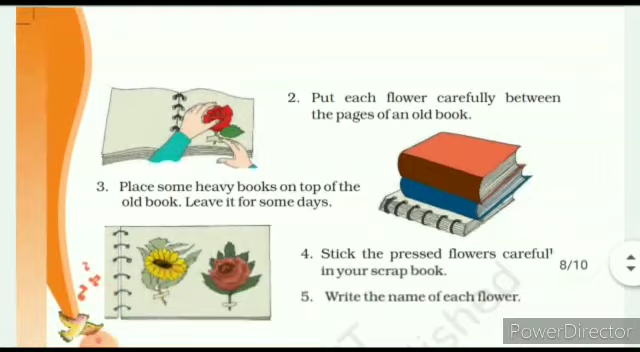 2. Put each flower carefully between
the pages of an old book.
3. Place some heavy books on top of the
old book. Leave it for some days.
4. Stick the pressed flowers careful
in your scrap book.
8/10
5. Write the name of each flower.
PowerDirector